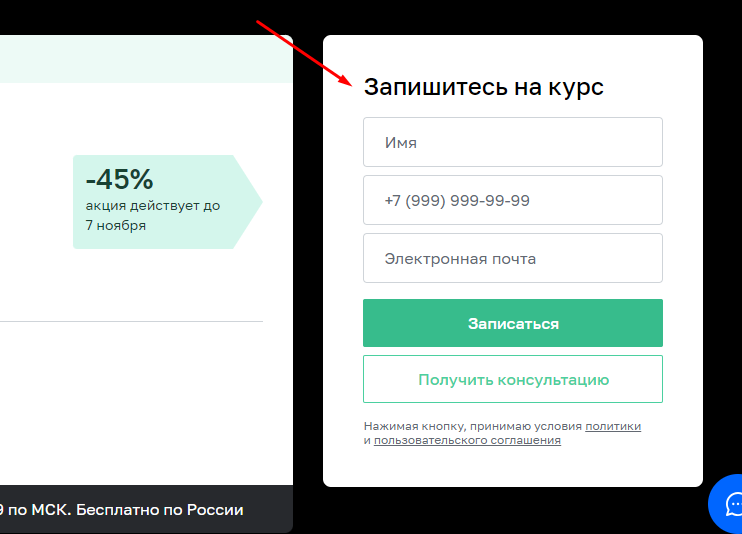 -45%
акция действует до
7 ноября
по МСК. Бесплатно по России
Запишитесь на курс
Имя
+7 (999) 999-99-99
Электронная почта
Записаться
Получить консультацию
Нажимая кнопку, принимаю условия политики
и пользовательского соглашения